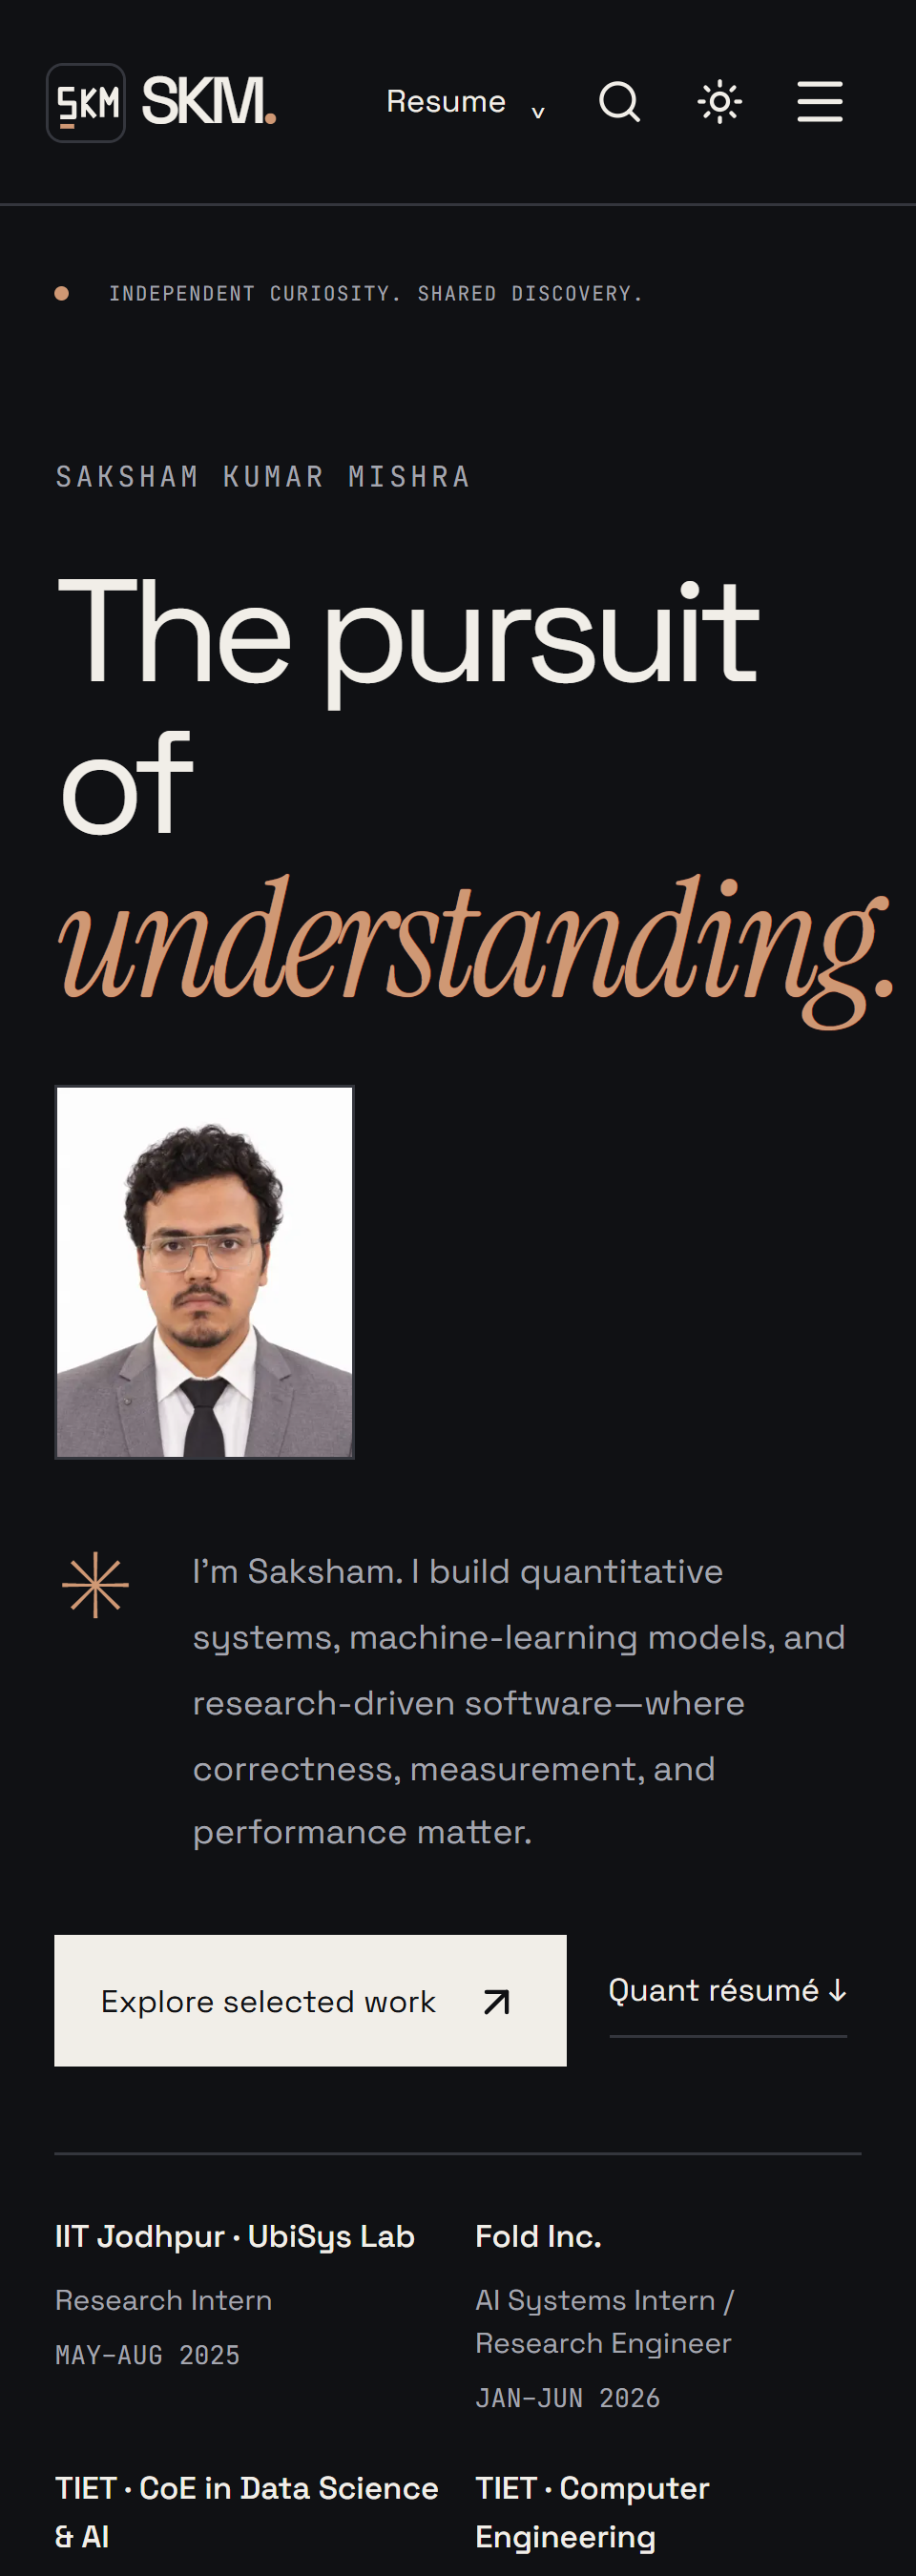 SKM SKM. Resume v
INDEPENDENT CURIOSITY. SHARED DISCOVERY.
SAKSHAM KUMAR MISHRA
The pursuit
of
understanding.
I'm Saksham. I build quantitative
systems, machine-learning models, and
research-driven software—where
correctness, measurement, and
performance matter.
Explore selected work ↗
Quant résumé ↓
IIT Jodhpur · UbiSys Lab
Research Intern
MAY–AUG 2025
Fold Inc.
AI Systems Intern /
Research Engineer
JAN–JUN 2026
TIET · CoE in Data Science
& AI
TIET · Computer
Engineering